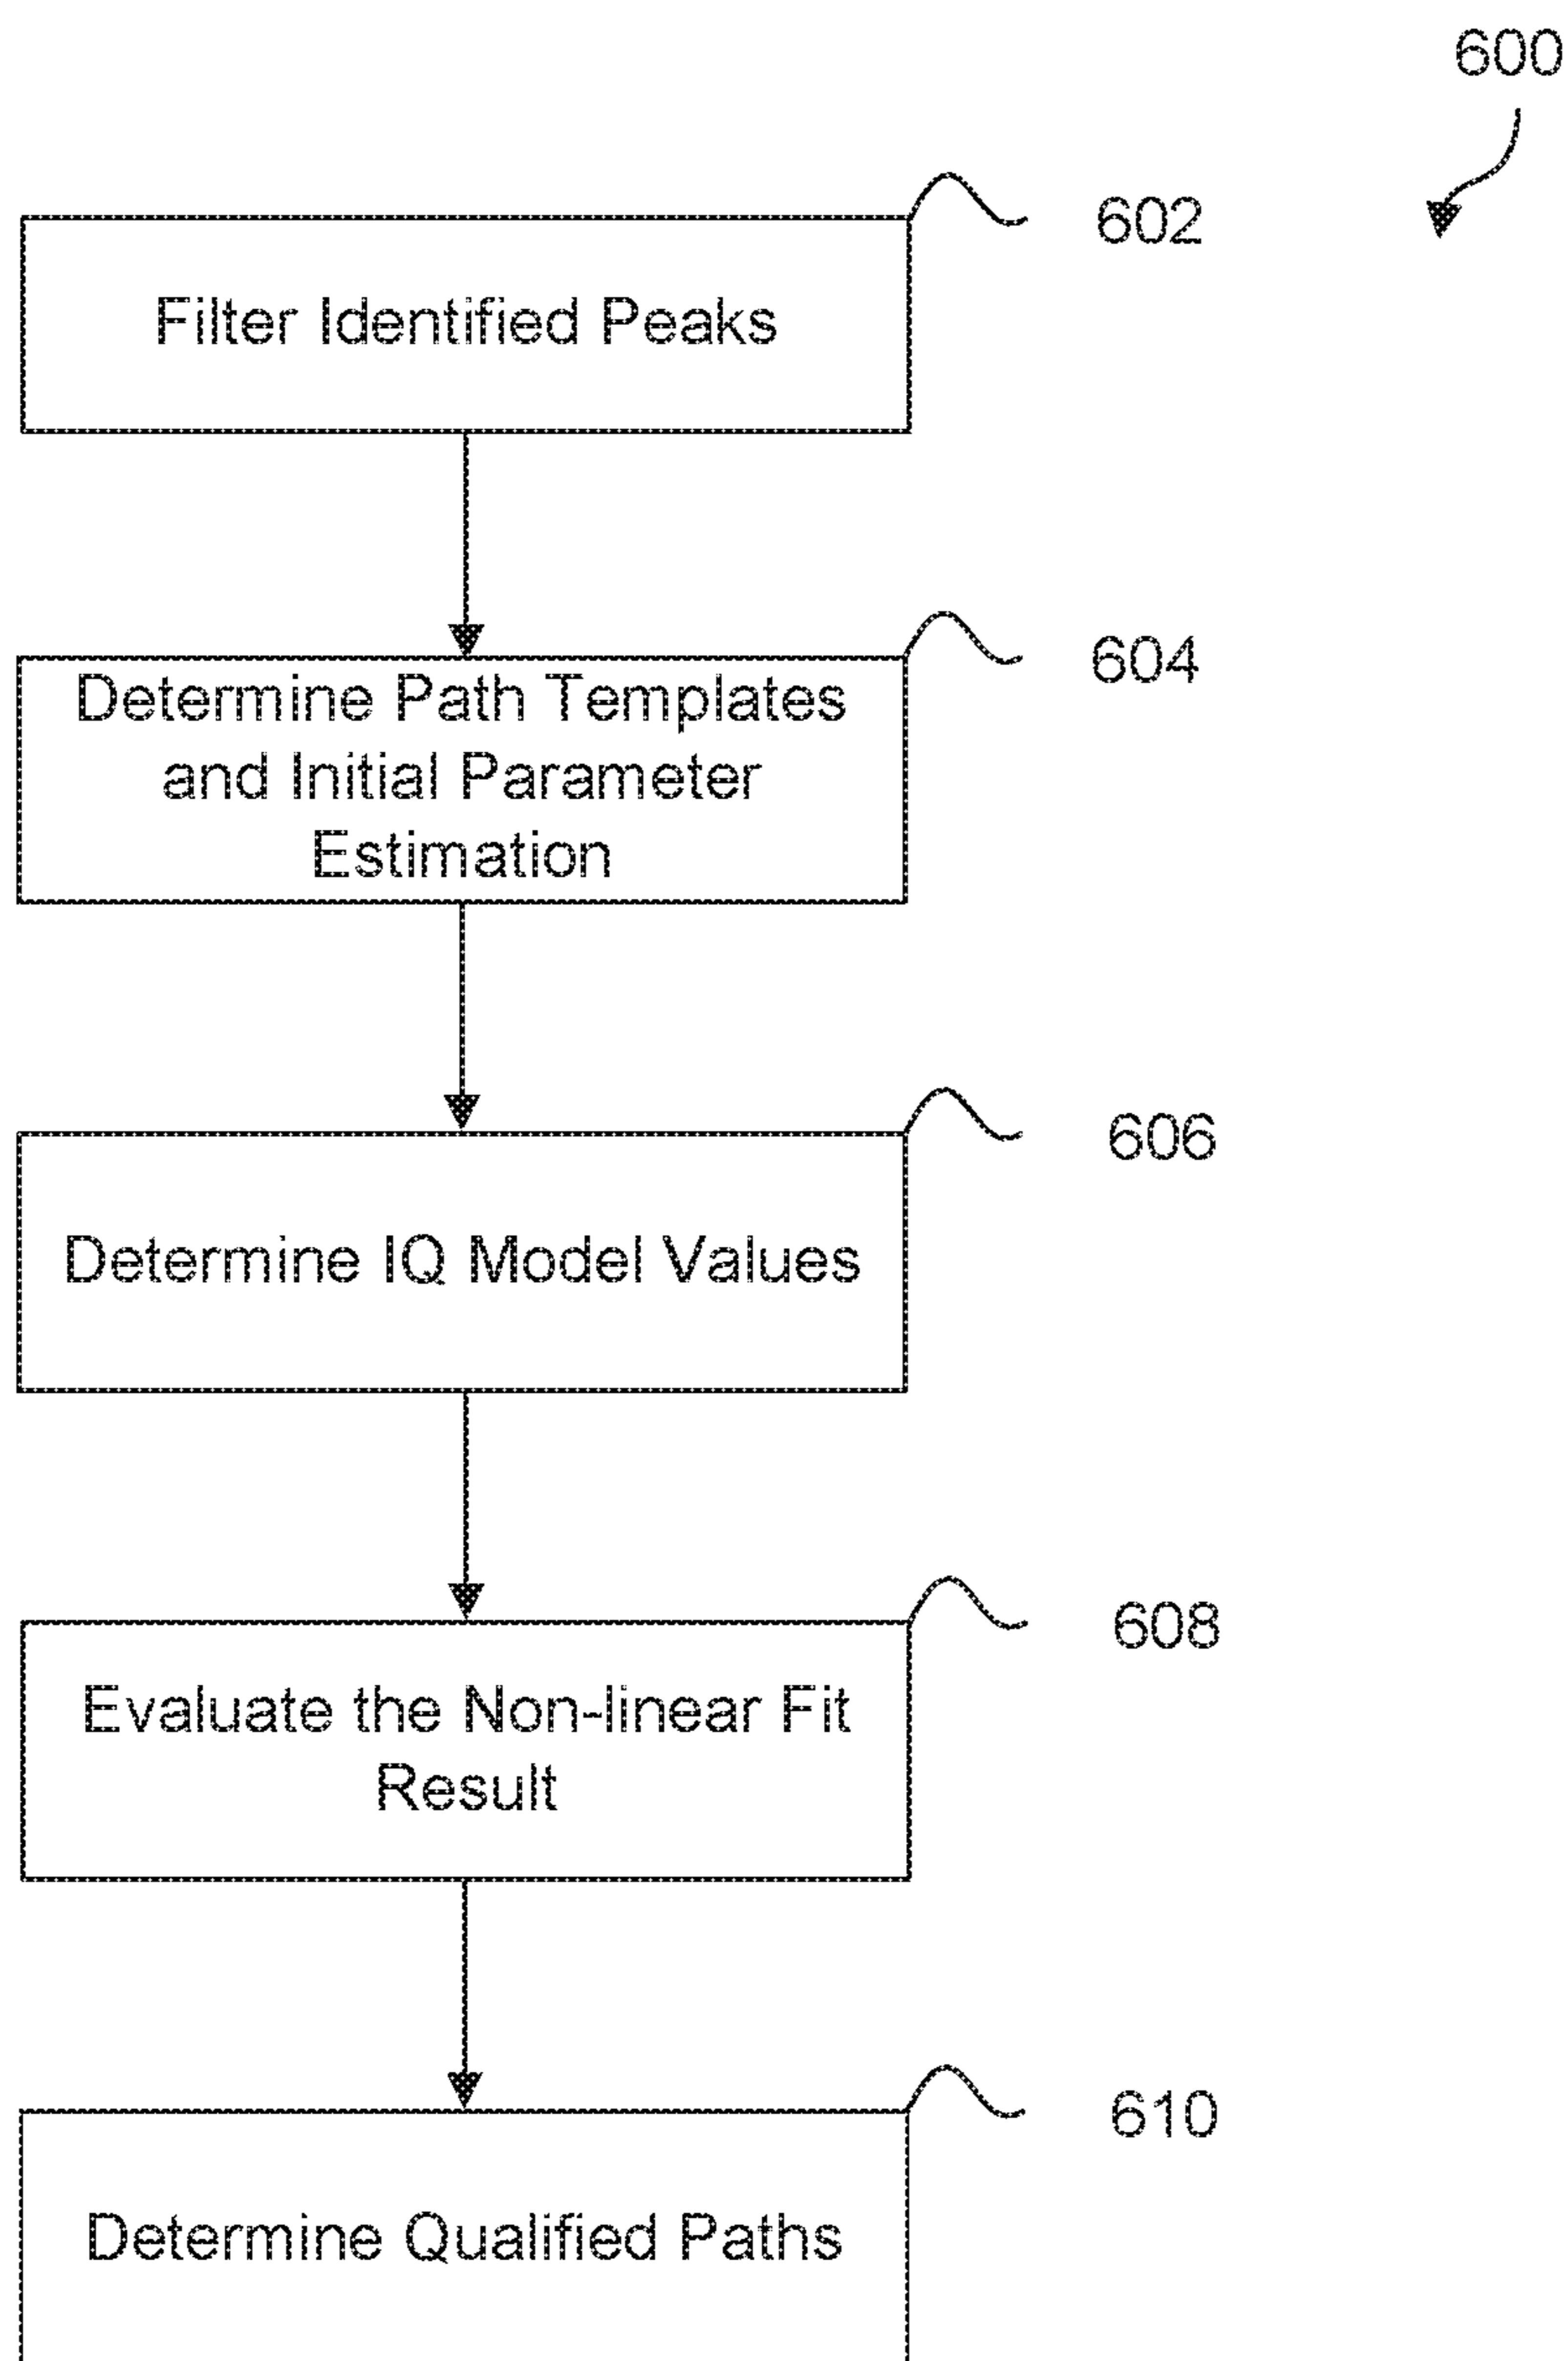 600
602
Filter Identified Peaks
604
Determine Path Templates
and Initial Parameter
Estimation
606
Determine IQ Model Values
608
Evaluate the Non-linear Fit
Result
610
Determine Qualified Paths